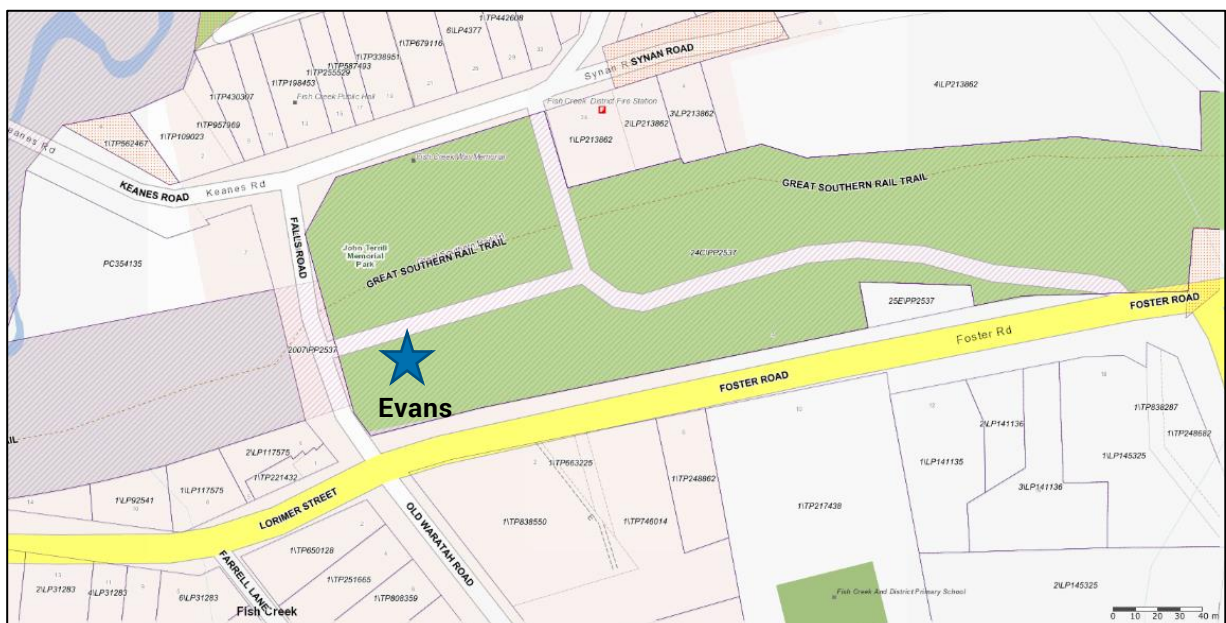 1\TP442608
6\LP4377
1\TP679116
1\TP338951
1\TP587493
1\TP255529
1\TP198453
Fish Creek Public Hall
1\TP430307
1\TP957969
1\TP109023
1\TP562467
Keanes Rd
KEANES ROAD
Keanes Rd
SYNAN ROAD
Synan R
Fish Creek District Fire Station
1\LP213862
2\LP213862
3\LP213862
4\LP213862
Fish Creek War Memorial
GREAT SOUTHERN RAIL TRAIL
John Terrill
Memorial
Park
GREAT SOUTHERN RAIL TRAIL
24C\PP2537
FALLS ROAD
PC354135
2007\PP2537
25E\PP2537
FOSTER ROAD
Foster Rd
FOSTER ROAD
Evans
AIL
2\LP117575
1\TP221432
1\LP117575
1\LP92541
LORIMER STREET
OLD WARATAH ROAD
FARRELL LANE
Fish Creek
1\TP650128
1\TP251665
1\TP808359
2\LP31283
4\LP31283
6\LP31283
1\TP663225
1\TP838550
1\TP746014
1\TP248862
1\TP217438
1\LP141135
2\LP141136
3\LP141136
1\LP145325
1\TP838287
1\TP248682
2\LP145325
Fish Creek And District Primary School
0 10 20 30 40 m